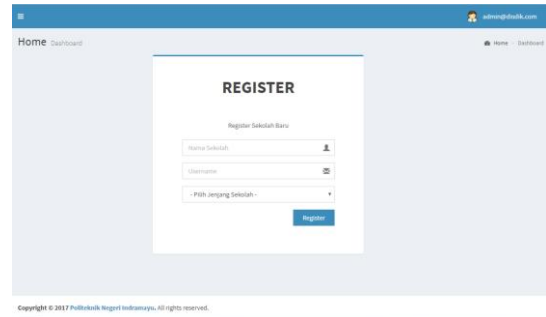 admin@disdik.com
Home Dashboard
Home Dashboard
REGISTER
Register Sekolah Baru
Nama Sekolah
Username
- Pilih Jenjang Sekolah -
Register
Copyright © 2017 Politeknik Negeri Indramayu. All rights reserved.